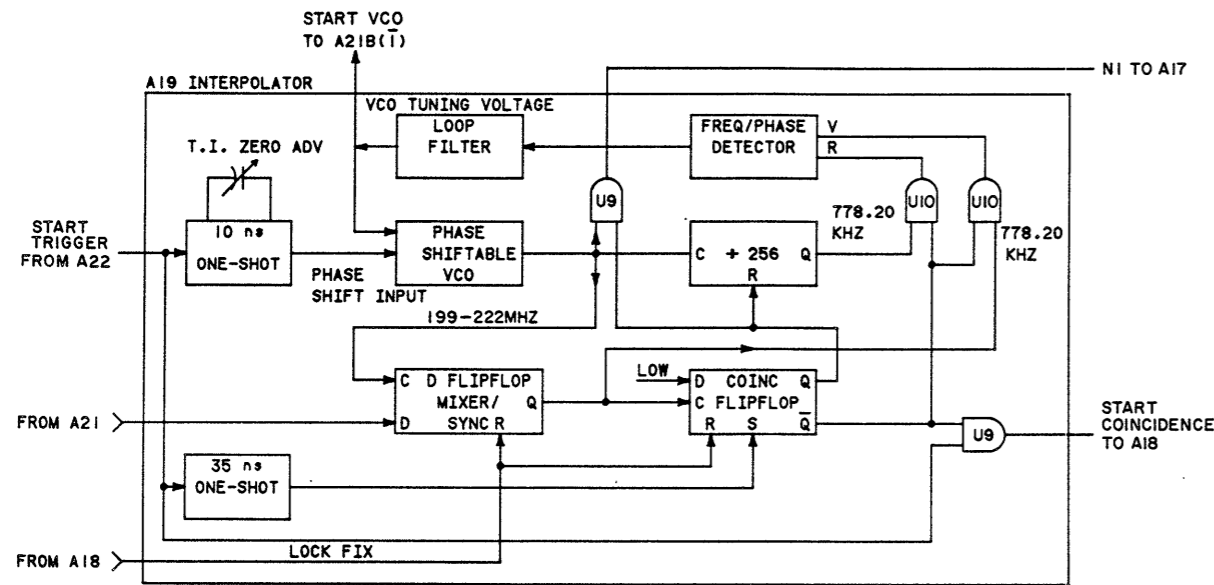 START VCO
TO A21B(1̅)
A19 INTERPOLATOR
N1 TO A17
VCO TUNING VOLTAGE
LOOP
FILTER
FREQ/PHASE
DETECTOR
V
R
T.I. ZERO ADV
START
TRIGGER
FROM A22
10 ns
ONE-SHOT
PHASE
SHIFT INPUT
PHASE
SHIFTABLE
VCO
U9
778.20
KHZ
U10
U10
778.20
KHZ
C ÷ 256 Q
R
199-222MHZ
C D FLIPFLOP
MIXER/ Q
D SYNC R
LOW
D COINC Q
C FLIPFLOP
R S Q̅
FROM A21
35 ns
ONE-SHOT
U9
START
COINCIDENCE
TO A18
FROM A18
LOCK FIX